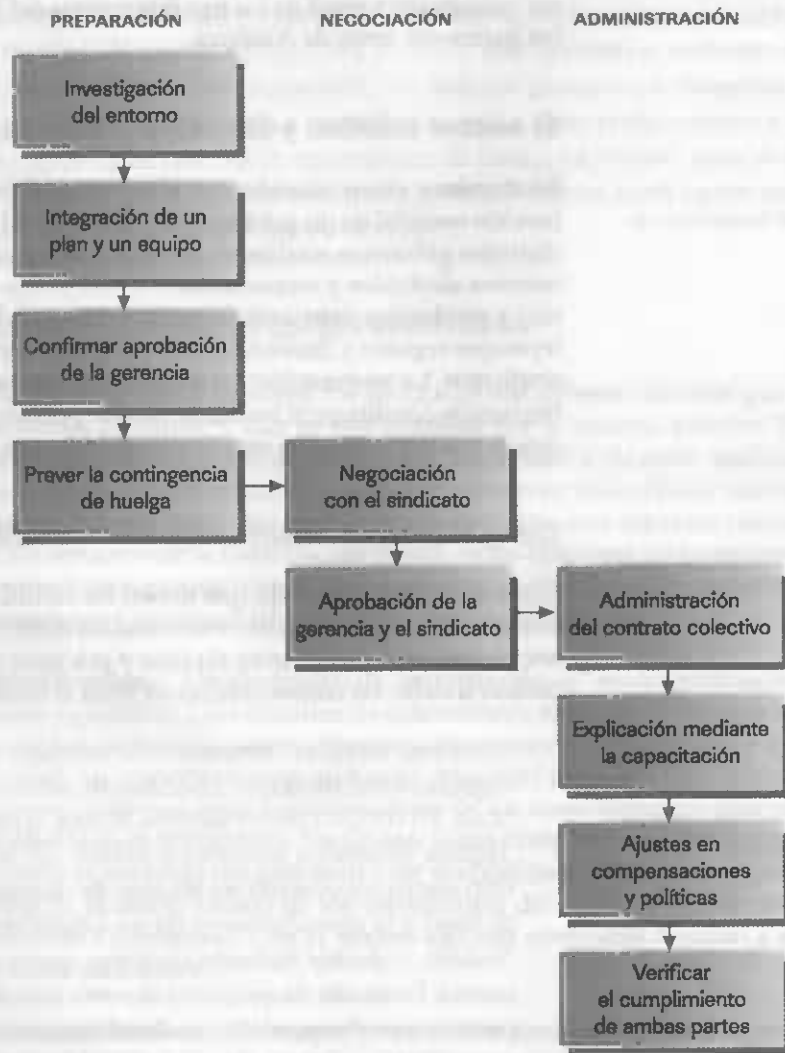 PREPARACIÓN
NEGOCIACIÓN
ADMINISTRACIÓN
Investigación
del entorno
Integración de un
plan y un equipo
Confirmar aprobación
de la gerencia
Prever la contingencia
de huelga
Negociación
con el sindicato
Aprobación de la
gerencia y el sindicato
Administración
del contrato colectivo
Explicación mediante
la capacitación
Ajustes en
compensaciones
y políticas
Verificar
el cumplimiento
de ambas partes